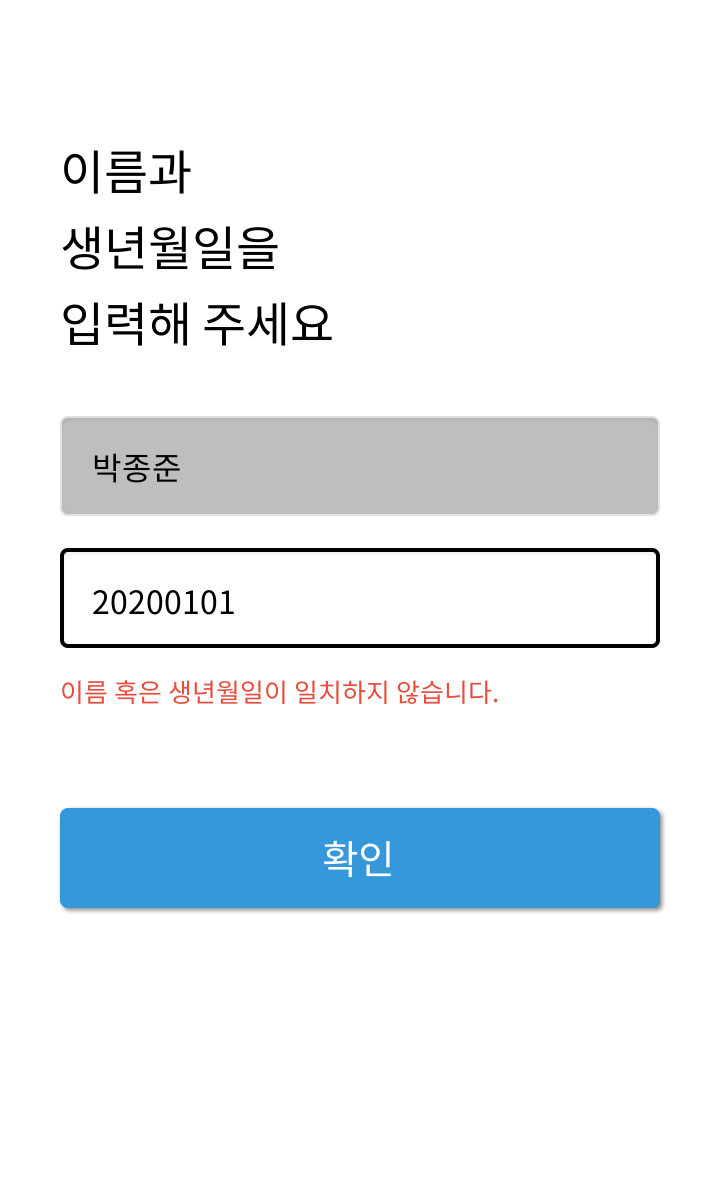 이름과
생년월일을
입력해 주세요
박종준
20200101
이름 혹은 생년월일이 일치하지 않습니다.
확인